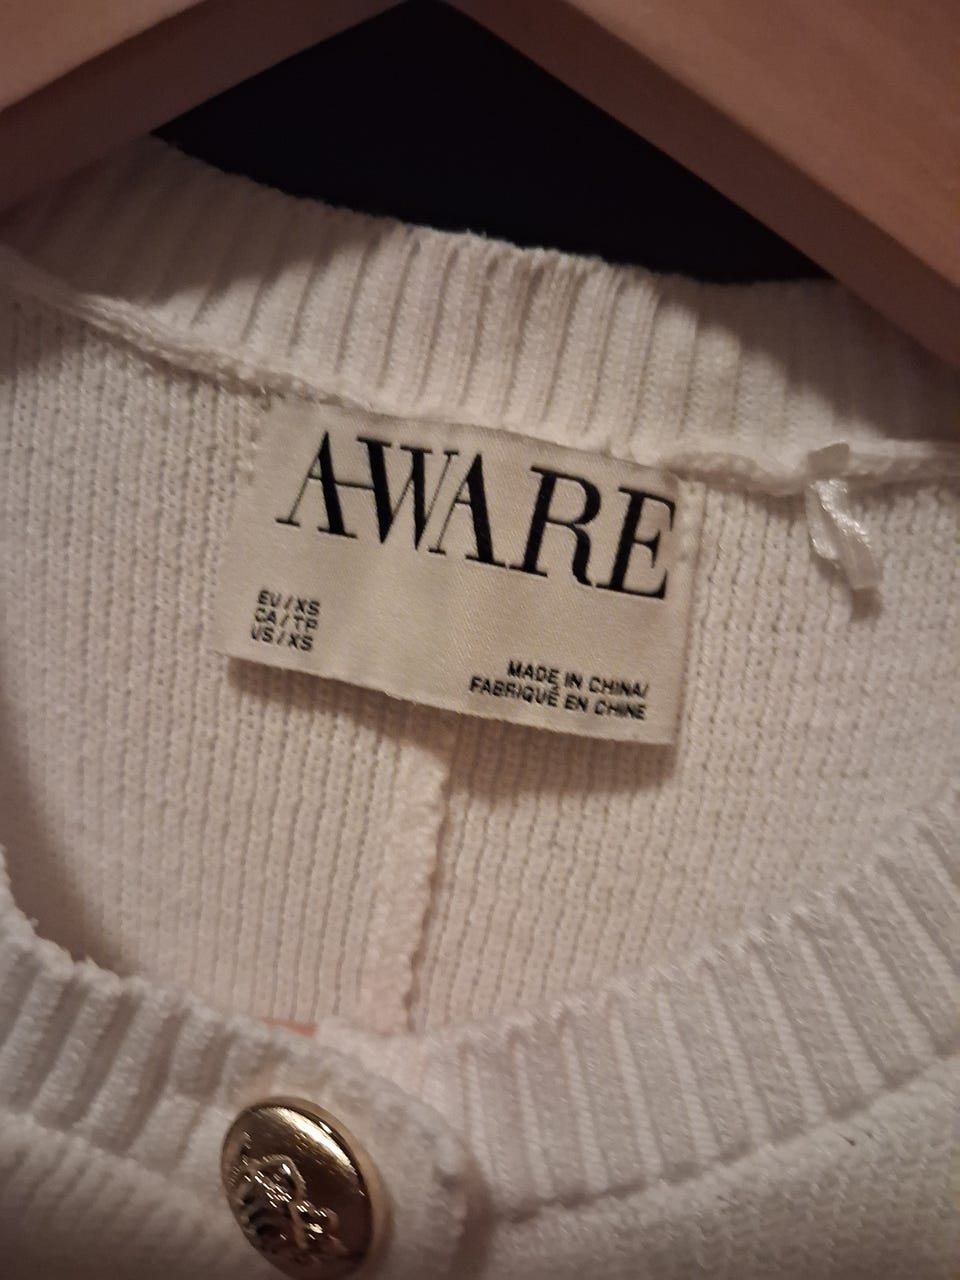 AWARE
EU/XS
CA/TP
US/XS
MADE IN CHINA/
FABRIQUÉ EN CHINE